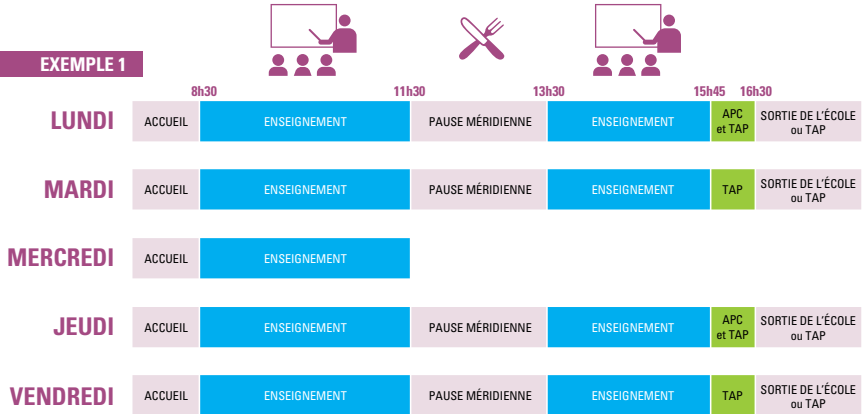 EXEMPLE 1
8h30 11h30 13h30 15h45 16h30
LUNDI ACCUEIL ENSEIGNEMENT PAUSE MÉRIDIENNE ENSEIGNEMENT APC et TAP SORTIE DE L'ÉCOLE ou TAP
MARDI ACCUEIL ENSEIGNEMENT PAUSE MÉRIDIENNE ENSEIGNEMENT TAP SORTIE DE L'ÉCOLE ou TAP
MERCREDI ACCUEIL ENSEIGNEMENT
JEUDI ACCUEIL ENSEIGNEMENT PAUSE MÉRIDIENNE ENSEIGNEMENT APC et TAP SORTIE DE L'ÉCOLE ou TAP
VENDREDI ACCUEIL ENSEIGNEMENT PAUSE MÉRIDIENNE ENSEIGNEMENT TAP SORTIE DE L'ÉCOLE ou TAP